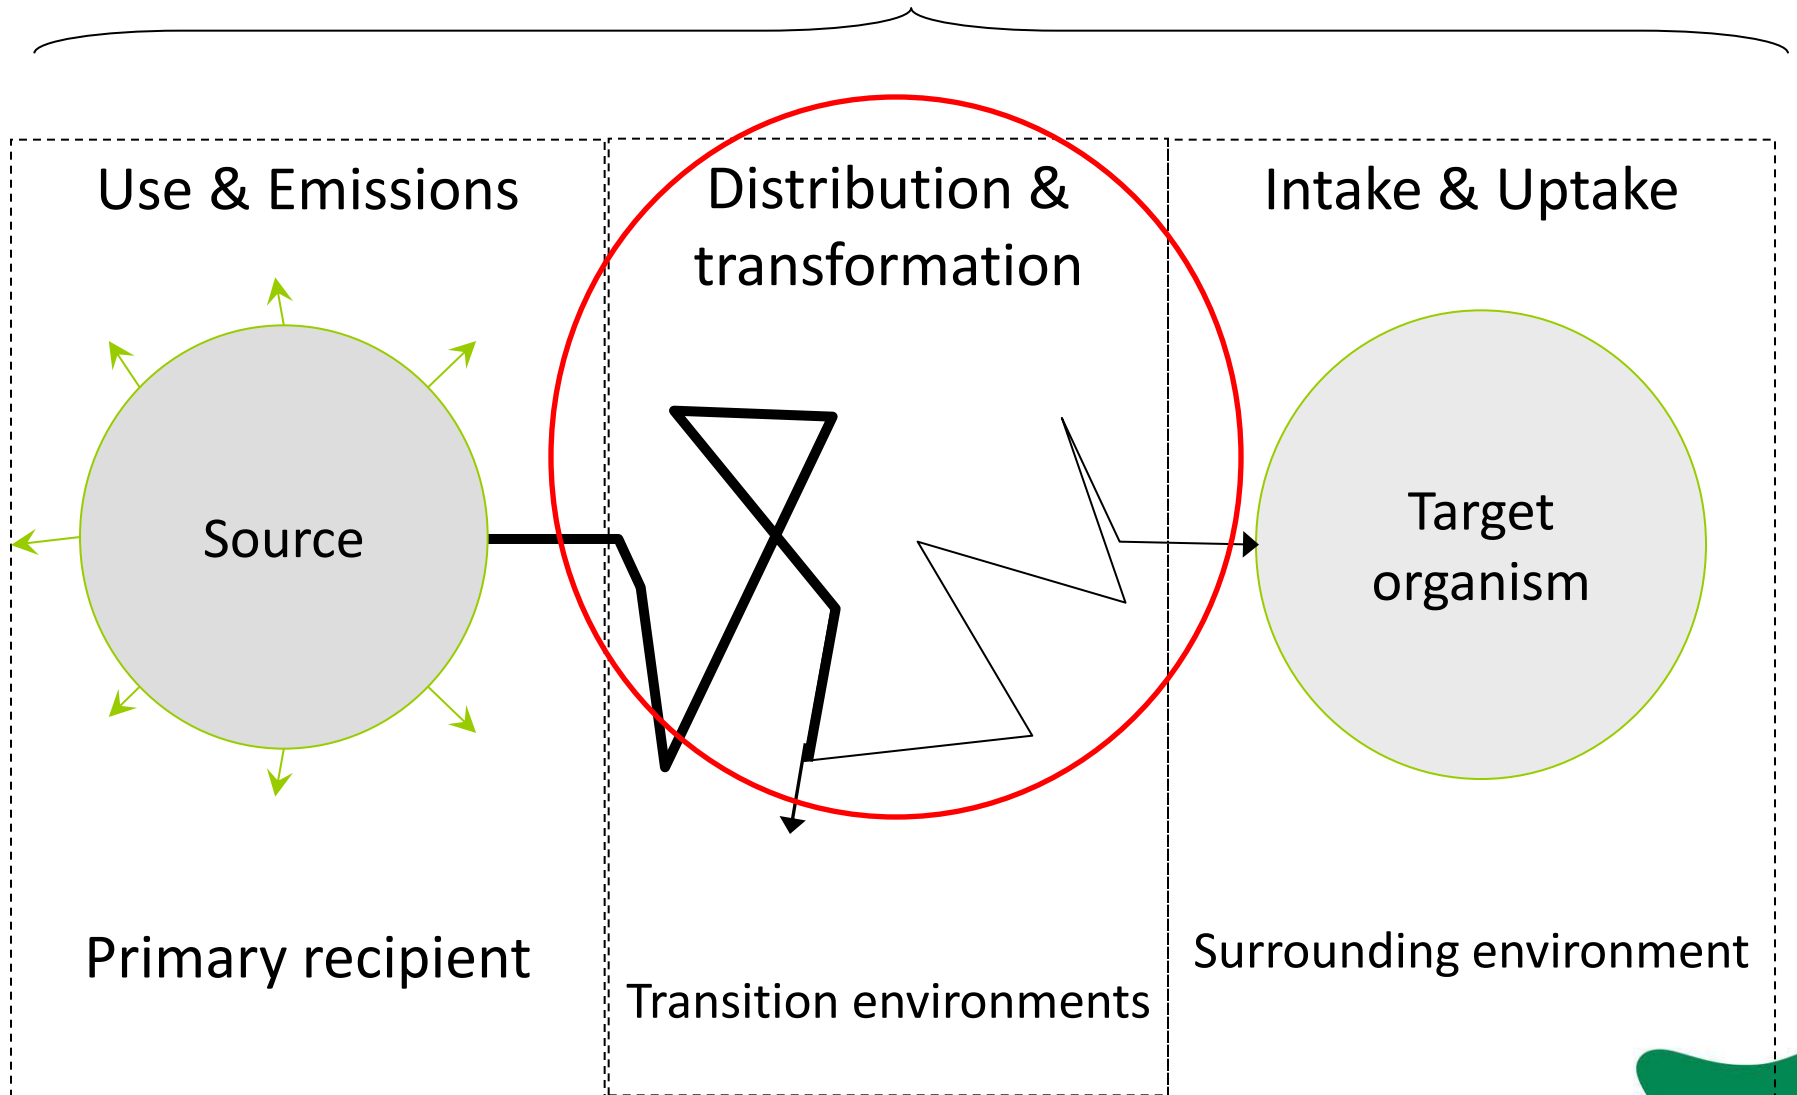 Use & Emissions
Distribution &
transformation
Intake & Uptake
Source
Target
organism
Primary recipient
Transition environments
Surrounding environment